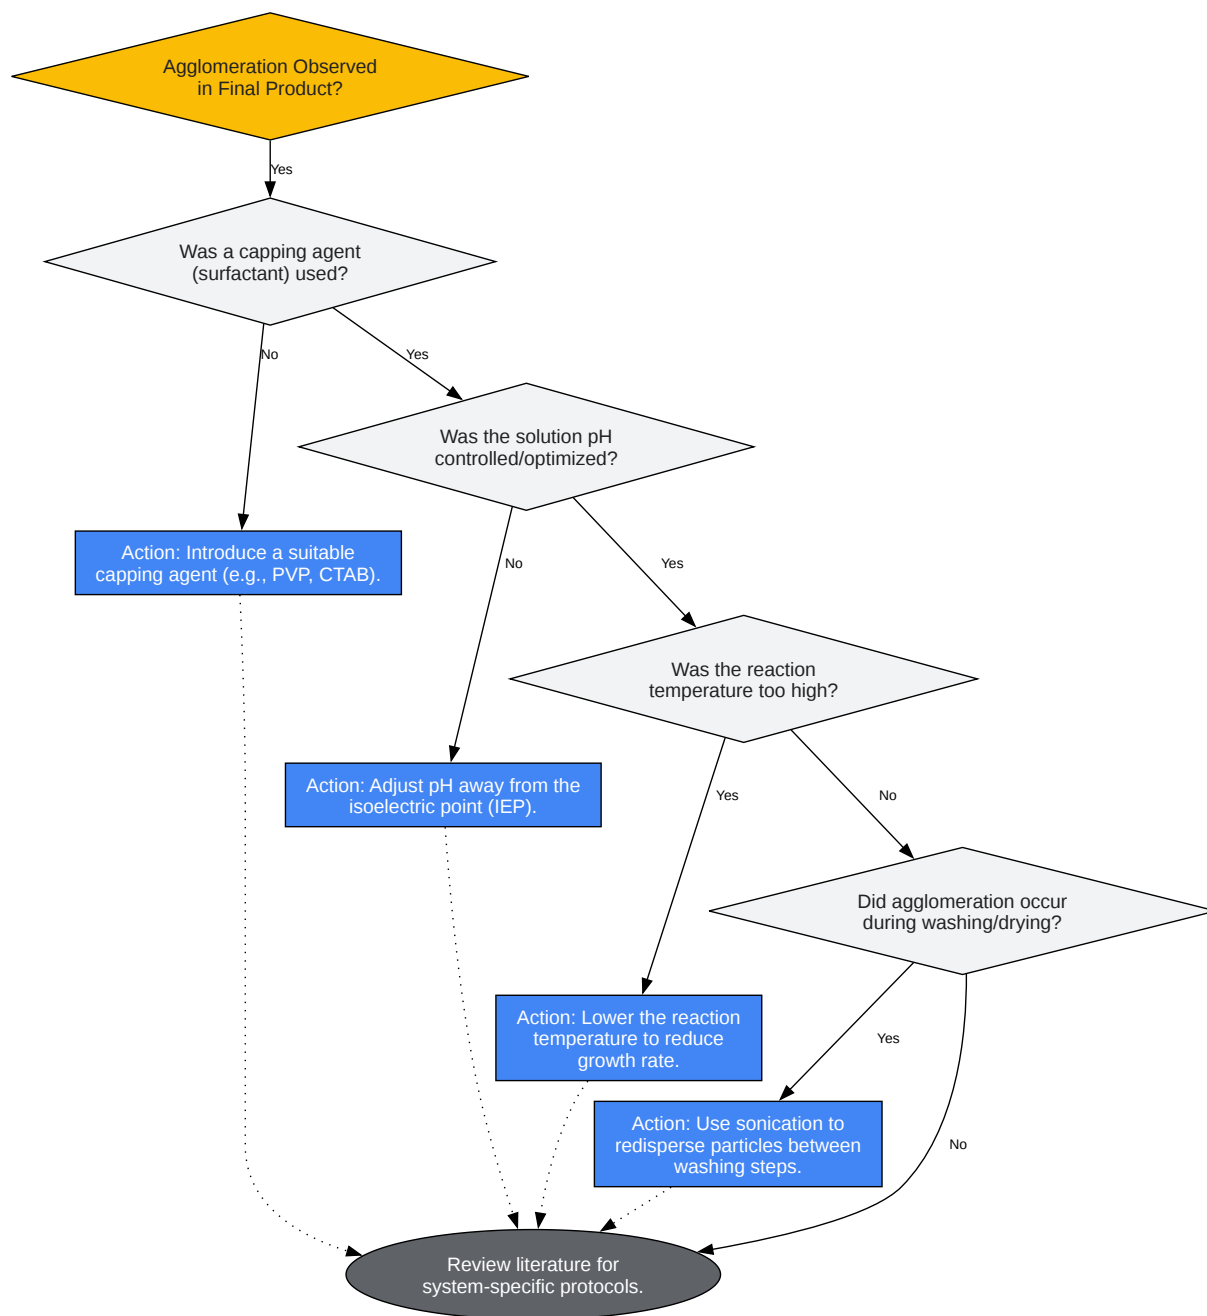 Agglomeration Observed
in Final Product?
Yes
Was a capping agent
(surfactant) used?
No
Yes
Was the solution pH
controlled/optimized?
Action: Introduce a suitable
capping agent (e.g., PVP, CTAB).
No
Yes
Was the reaction
temperature too high?
Action: Adjust pH away from the
isoelectric point (IEP).
Yes
No
Did agglomeration occur
during washing/drying?
Action: Lower the reaction
temperature to reduce
growth rate.
Yes
Action: Use sonication to
redisperse particles between
washing steps.
No
Review literature for
system-specific protocols.